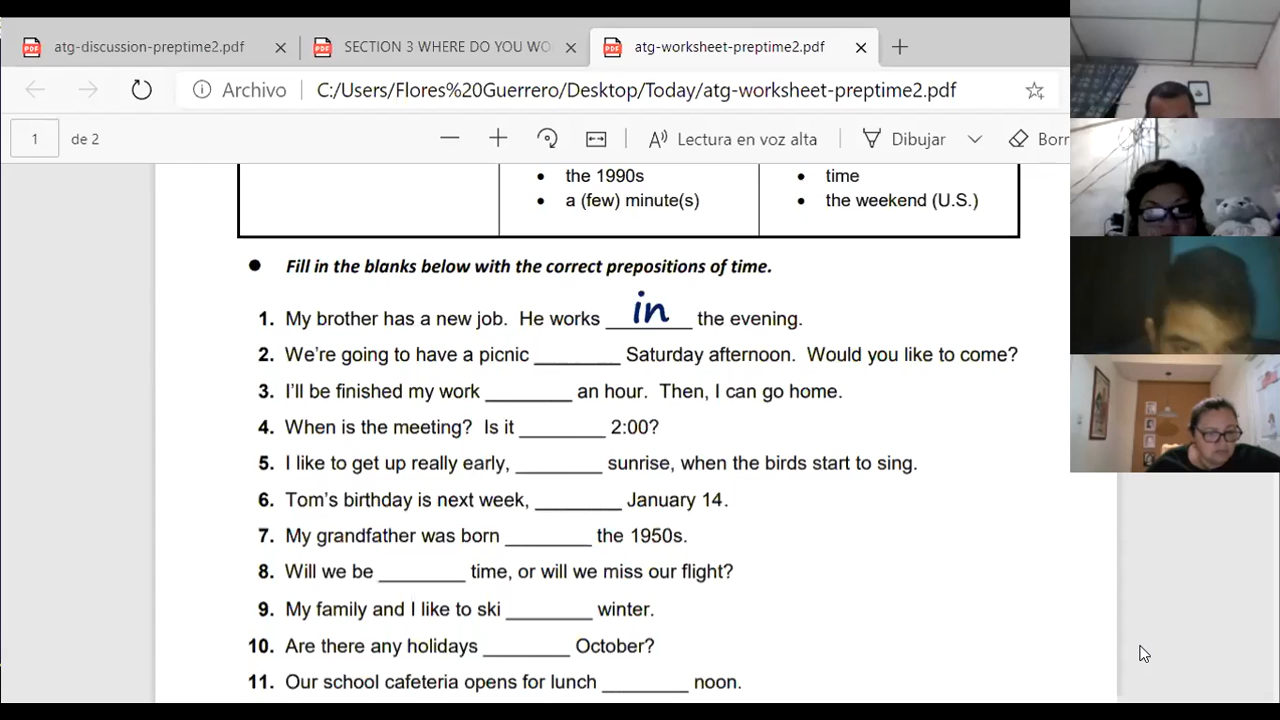 atg-discussion-preptime2.pdf
SECTION 3 WHERE DO YOU WO
atg-worksheet-preptime2.pdf
Archivo
C:/Users/Flores%20Guerrero/Desktop/Today/atg-worksheet-preptime2.pdf
1 de 2
Lectura en voz alta
Dibujar
Bor
• the 1990s
• a (few) minute(s)
• time
• the weekend (U.S.)
● Fill in the blanks below with the correct prepositions of time.
1. My brother has a new job. He works in the evening.
2. We're going to have a picnic ________ Saturday afternoon. Would you like to come?
3. I'll be finished my work ________ an hour. Then, I can go home.
4. When is the meeting? Is it ________ 2:00?
5. I like to get up really early, ________ sunrise, when the birds start to sing.
6. Tom's birthday is next week, ________ January 14.
7. My grandfather was born ________ the 1950s.
8. Will we be ________ time, or will we miss our flight?
9. My family and I like to ski ________ winter.
10. Are there any holidays ________ October?
11. Our school cafeteria opens for lunch ________ noon.